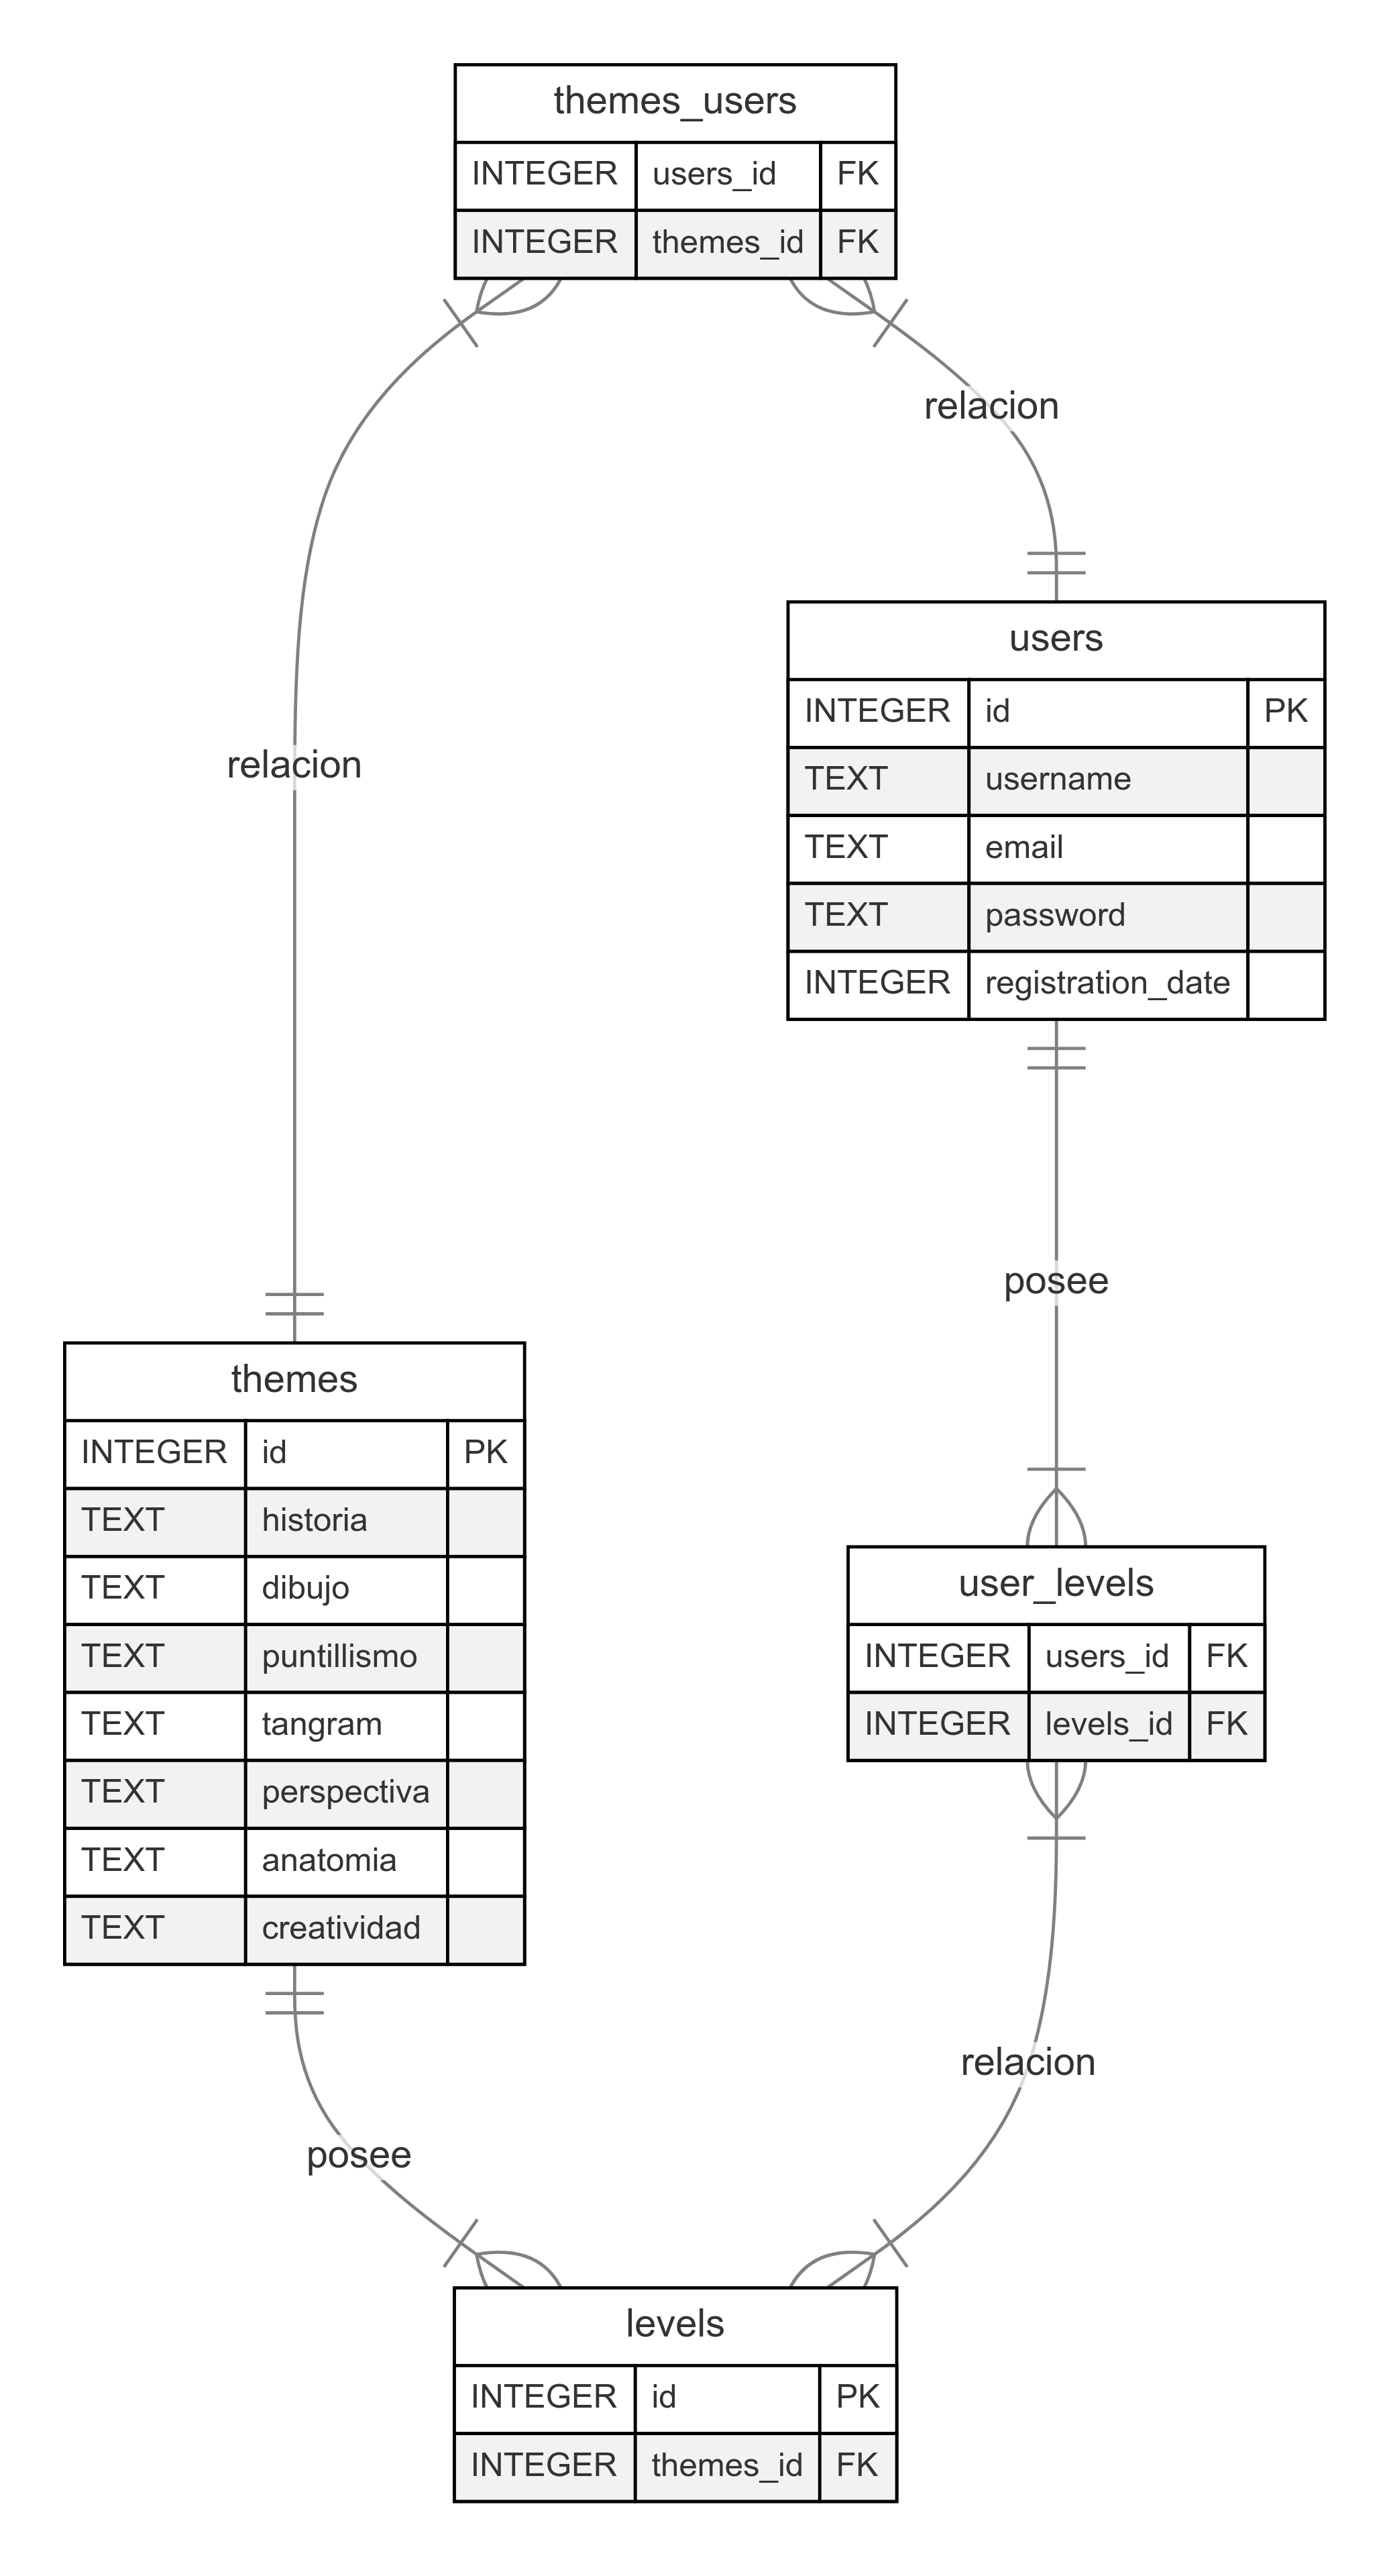 themes_users
INTEGER users_id FK
INTEGER themes_id FK
relacion
users
INTEGER id PK
relacion
TEXT username
TEXT email
TEXT password
INTEGER registration_date
posee
themes
INTEGER id PK
TEXT historia
TEXT dibujo
TEXT puntillismo
TEXT tangram
TEXT perspectiva
TEXT anatomia
TEXT creatividad
user_levels
INTEGER users_id FK
INTEGER levels_id FK
relacion
posee
levels
INTEGER id PK
INTEGER themes_id FK